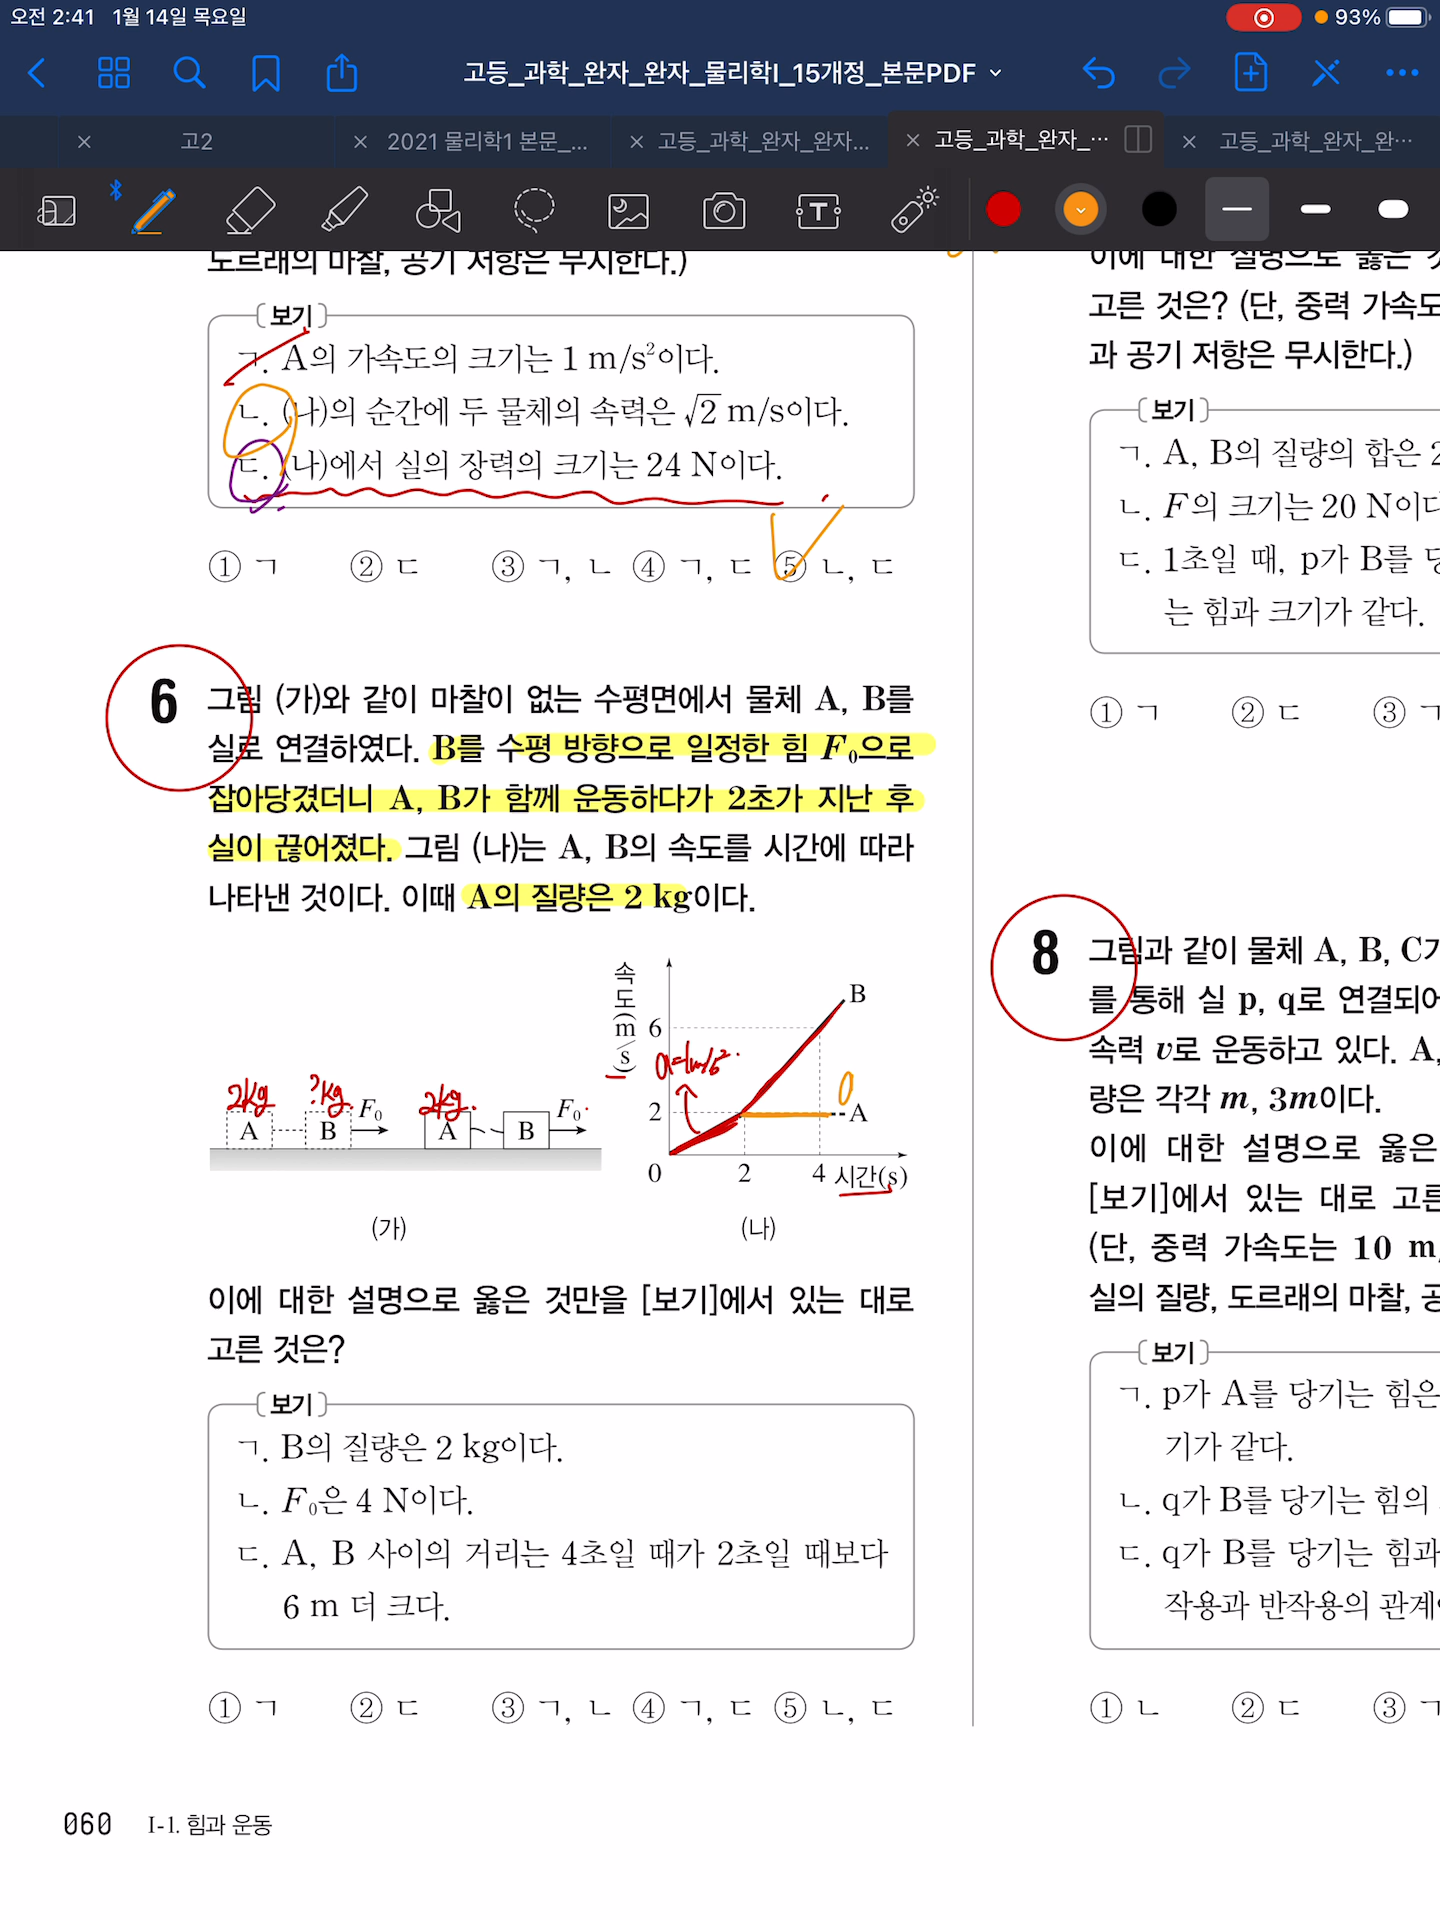 오전 2:41 1월 14일 목요일
93%
고등_과학_완자_완자_물리학I_15개정_본문PDF
고2
2021 물리학1 본문_...
고등_과학_완자_완자...
고등_과학_완자_...
고등_과학_완자_완...
도르래의 마찰, 공기 저항은 무시한다.)
보기
ㄱ. A의 가속도의 크기는 1 m/s²이다.
ㄴ. (나)의 순간에 두 물체의 속력은 √2 m/s이다.
ㄷ. (나)에서 실의 장력의 크기는 24 N이다.
① ㄱ ② ㄷ ③ ㄱ, ㄴ ④ ㄱ, ㄷ ⑤ ㄴ, ㄷ
6 그림 (가)와 같이 마찰이 없는 수평면에서 물체 A, B를
실로 연결하였다. B를 수평 방향으로 일정한 힘 F₀으로
잡아당겼더니 A, B가 함께 운동하다가 2초가 지난 후
실이 끊어졌다. 그림 (나)는 A, B의 속도를 시간에 따라
나타낸 것이다. 이때 A의 질량은 2 kg이다.
2kg ?kg F₀ 2kg. F₀
A B A B
(가)
속도(m/s)
6
2
0 2 4 시간(s)
a=1m/s².
B
0
A
(나)
이에 대한 설명으로 옳은 것만을 [보기]에서 있는 대로
고른 것은?
보기
ㄱ. B의 질량은 2 kg이다.
ㄴ. F₀은 4 N이다.
ㄷ. A, B 사이의 거리는 4초일 때가 2초일 때보다
6 m 더 크다.
① ㄱ ② ㄷ ③ ㄱ, ㄴ ④ ㄱ, ㄷ ⑤ ㄴ, ㄷ
060 I-1. 힘과 운동
이에 대한 설명으로 옳은
고른 것은? (단, 중력 가속도
과 공기 저항은 무시한다.)
보기
ㄱ. A, B의 질량의 합은 2
ㄴ. F의 크기는 20 N이
ㄷ. 1초일 때, p가 B를
는 힘과 크기가 같다.
① ㄱ ② ㄷ ③ ㄱ
8 그림과 같이 물체 A, B, C가
를 통해 실 p, q로 연결되어
속력 v로 운동하고 있다. A,
량은 각각 m, 3m이다.
이에 대한 설명으로 옳은
[보기]에서 있는 대로 고른
(단, 중력 가속도는 10 m
실의 질량, 도르래의 마찰, 공
보기
ㄱ. p가 A를 당기는 힘은
기가 같다.
ㄴ. q가 B를 당기는 힘의
ㄷ. q가 B를 당기는 힘과
작용과 반작용의 관계
① ㄴ ② ㄷ ③ ㄱ